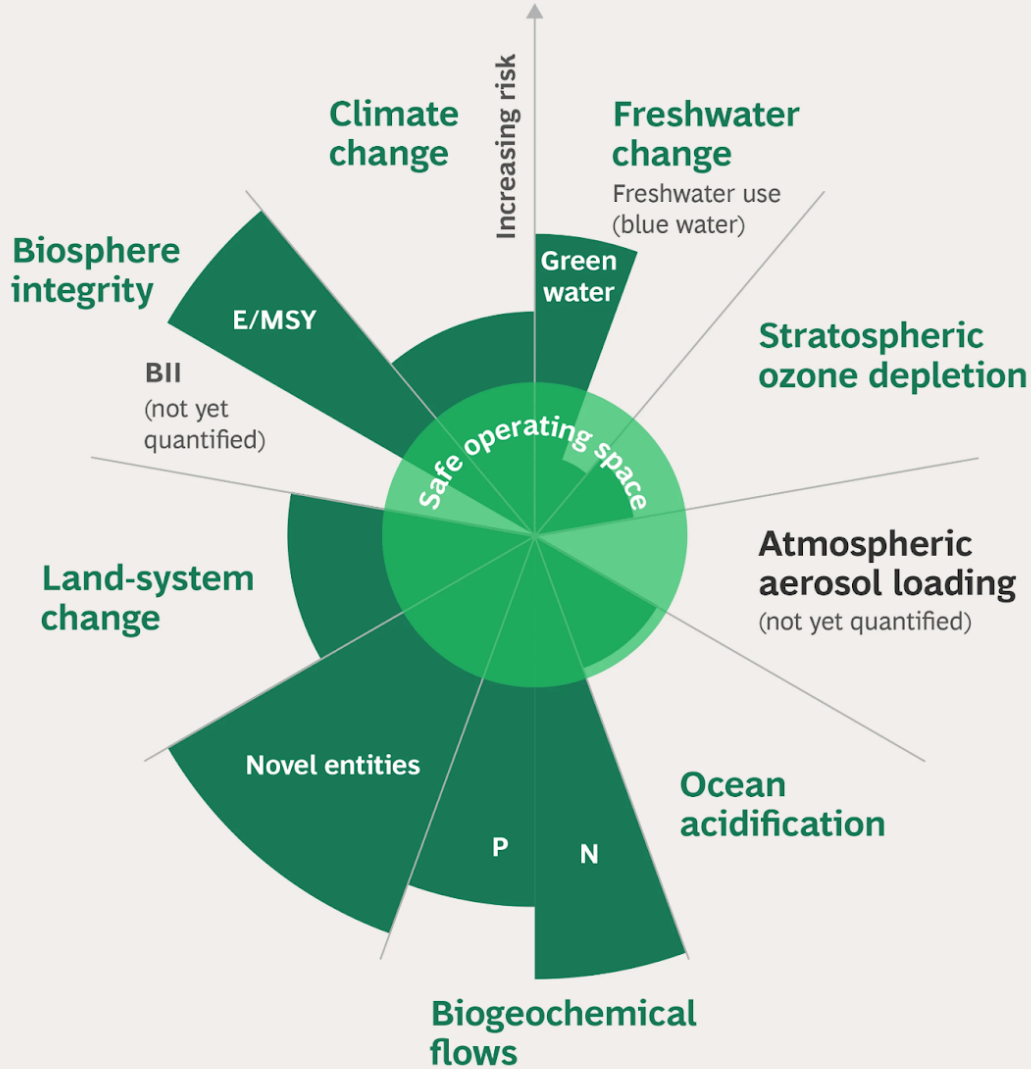 Increasing risk
Climate
change
Freshwater
change
Freshwater use
(blue water)
Green
water
Biosphere
integrity
E/MSY
BII
(not yet
quantified)
Stratospheric
ozone depletion
Safe operating space
Atmospheric
aerosol loading
(not yet quantified)
Land-system
change
Novel entities
P
N
Ocean
acidification
Biogeochemical
flows